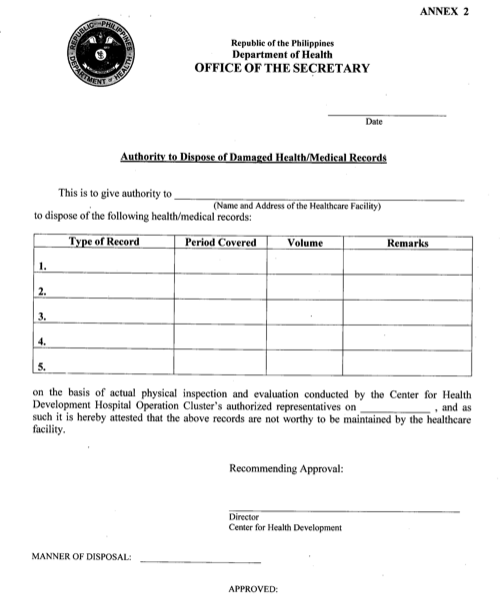 ANNEX 2
REPUBLIC OF THE PHILIPPINES
DEPARTMENT OF HEALTH
Republic of the Philippines
Department of Health
OFFICE OF THE SECRETARY
Date
Authority to Dispose of Damaged Health/Medical Records
This is to give authority to
(Name and Address of the Healthcare Facility)
to dispose of the following health/medical records:
Type of Record Period Covered Volume Remarks
1.
2.
3.
4.
5.
on the basis of actual physical inspection and evaluation conducted by the Center for Health
Development Hospital Operation Cluster's authorized representatives on , and as
such it is hereby attested that the above records are not worthy to be maintained by the healthcare
facility.
Recommending Approval:
Director
Center for Health Development
MANNER OF DISPOSAL:
APPROVED: